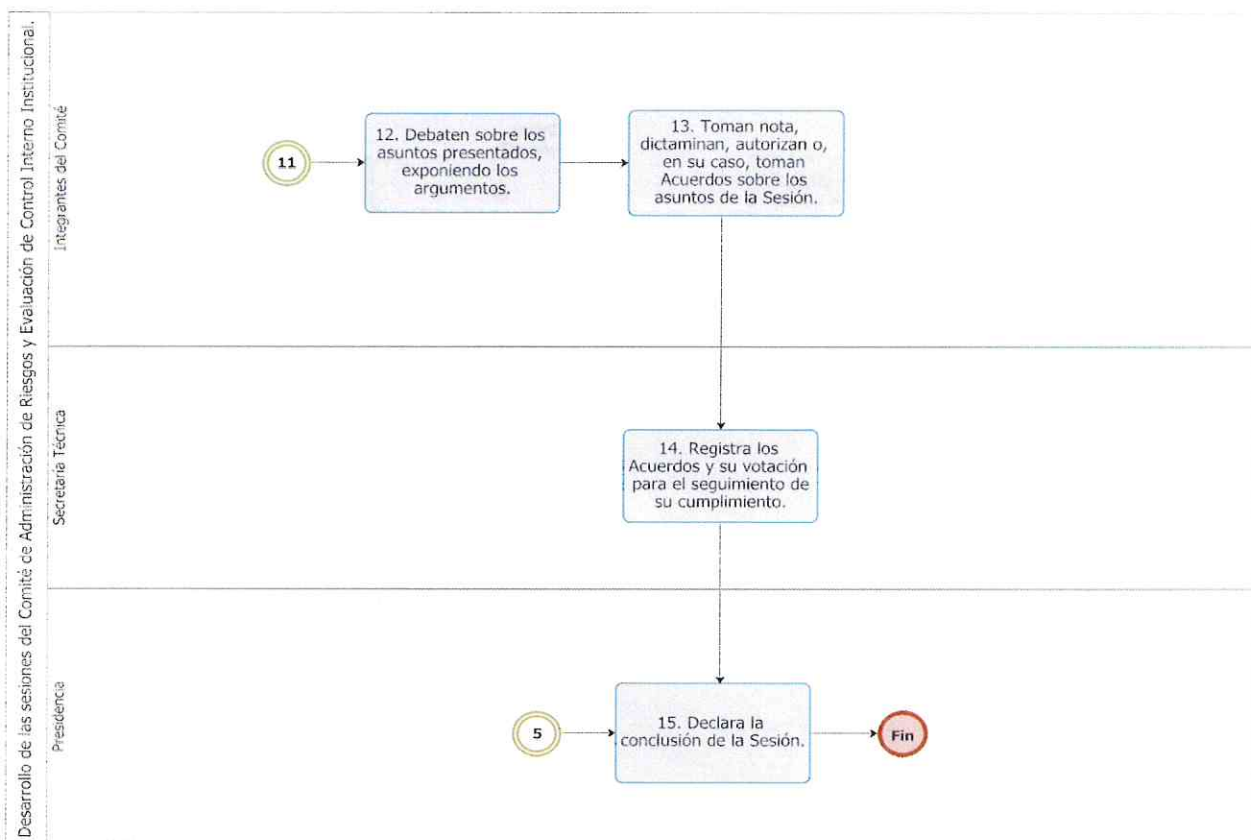 Desarrollo de las sesiones del Comité de Administración de Riesgos y Evaluación de Control Interno Institucional.
Integrantes del Comité
11
12. Debaten sobre los
asuntos presentados,
exponiendo los
argumentos.
13. Toman nota,
dictaminan, autorizan o,
en su caso, toman
Acuerdos sobre los
asuntos de la Sesión.
Secretaría Técnica
14. Registra los
Acuerdos y su votación
para el seguimiento de
su cumplimiento.
Presidencia
5
15. Declara la
conclusión de la Sesión.
Fin